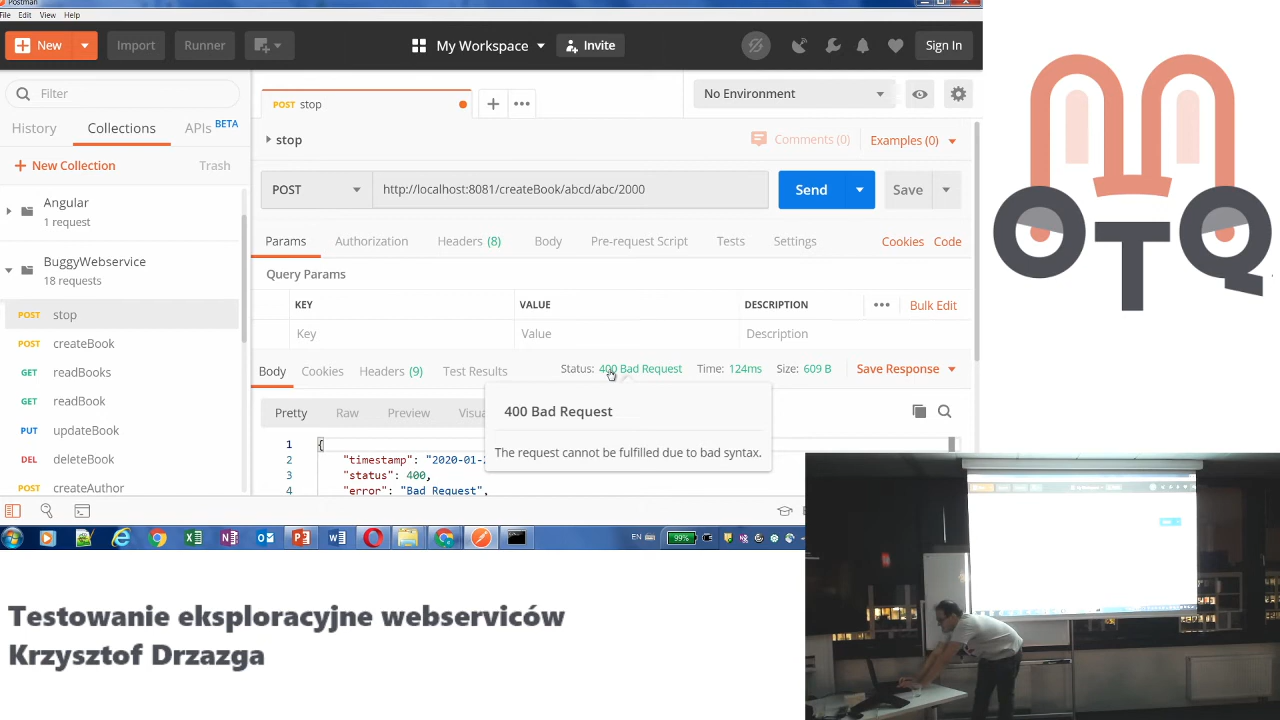 Postman
File Edit View Help
New Import Runner My Workspace Invite Sign In
Filter
History Collections APIs BETA
New Collection Trash
Angular
1 request
BuggyWebservice
18 requests
POST stop
POST createBook
GET readBooks
GET readBook
PUT updateBook
DEL deleteBook
POST createAuthor
POST stop
No Environment
stop
Comments (0) Examples (0)
POST http://localhost:8081/createBook/abcd/abc/2000 Send Save
Params Authorization Headers (8) Body Pre-request Script Tests Settings Cookies Code
Query Params
KEY VALUE DESCRIPTION Bulk Edit
Key Value Description
Body Cookies Headers (9) Test Results Status: 400 Bad Request Time: 124ms Size: 609 B Save Response
Pretty Raw Preview
400 Bad Request
The request cannot be fulfilled due to bad syntax.
1 {
2 "timestamp": "2020-01-
3 "status": 400,
4 "error": "Bad Request",
99% EN
OTQ
Testowanie eksploracyjne webserviców
Krzysztof Drzazga